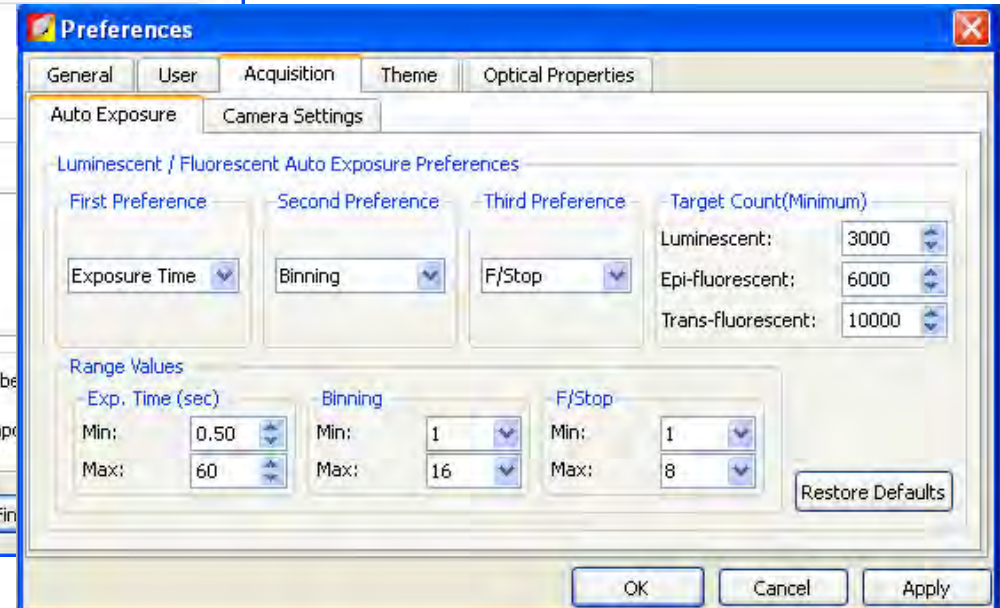 Preferences
General User Acquisition Theme Optical Properties
Auto Exposure Camera Settings
Luminescent / Fluorescent Auto Exposure Preferences
First Preference Second Preference Third Preference Target Count(Minimum)
Luminescent: 3000
Exposure Time Binning F/Stop Epi-fluorescent: 6000
Trans-fluorescent: 10000
Range Values
Exp. Time (sec) Binning F/Stop
Min: 0.50 Min: 1 Min: 1
Max: 60 Max: 16 Max: 8
Restore Defaults
OK Cancel Apply